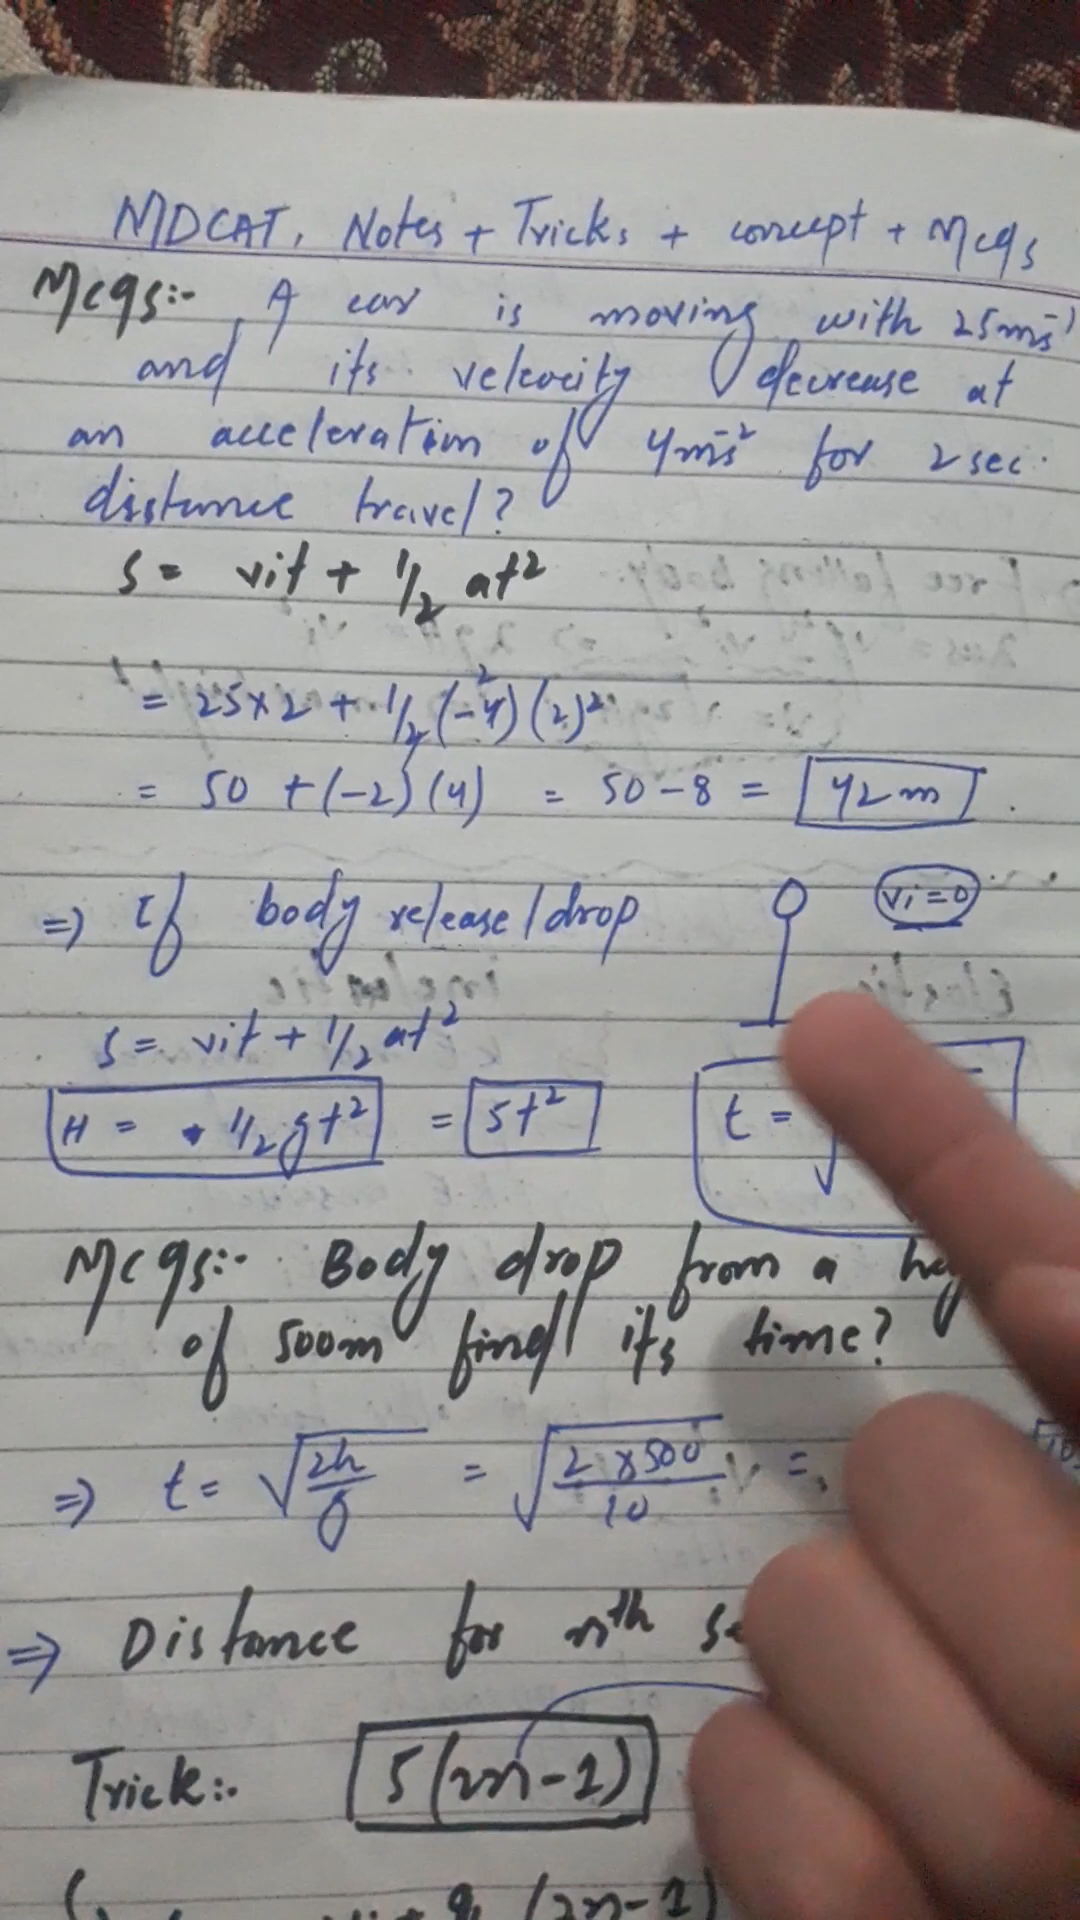 MDCAT, Notes + Tricks + concept + Mcqs
Mcqs:- A car is moving with 25ms⁻¹
and its velocity decrease at
an acceleration of 4ms⁻² for 2 sec.
distance travel?
S = vit + 1/2 at²
= 25×2 + 1/2 (-4) (2)²
= 50 + (-2) (4) = 50 - 8 = 42m
=> If body release/drop vi=0
S = vit + 1/2 at²
H = 1/2 gt² = 5t² t =
Mcqs:- Body drop from a
of 500m find its time?
=> t = √2h/g = √2×500/10 =
=> Distance for nth
Trick:- 5(2n-1)
(2n-1)